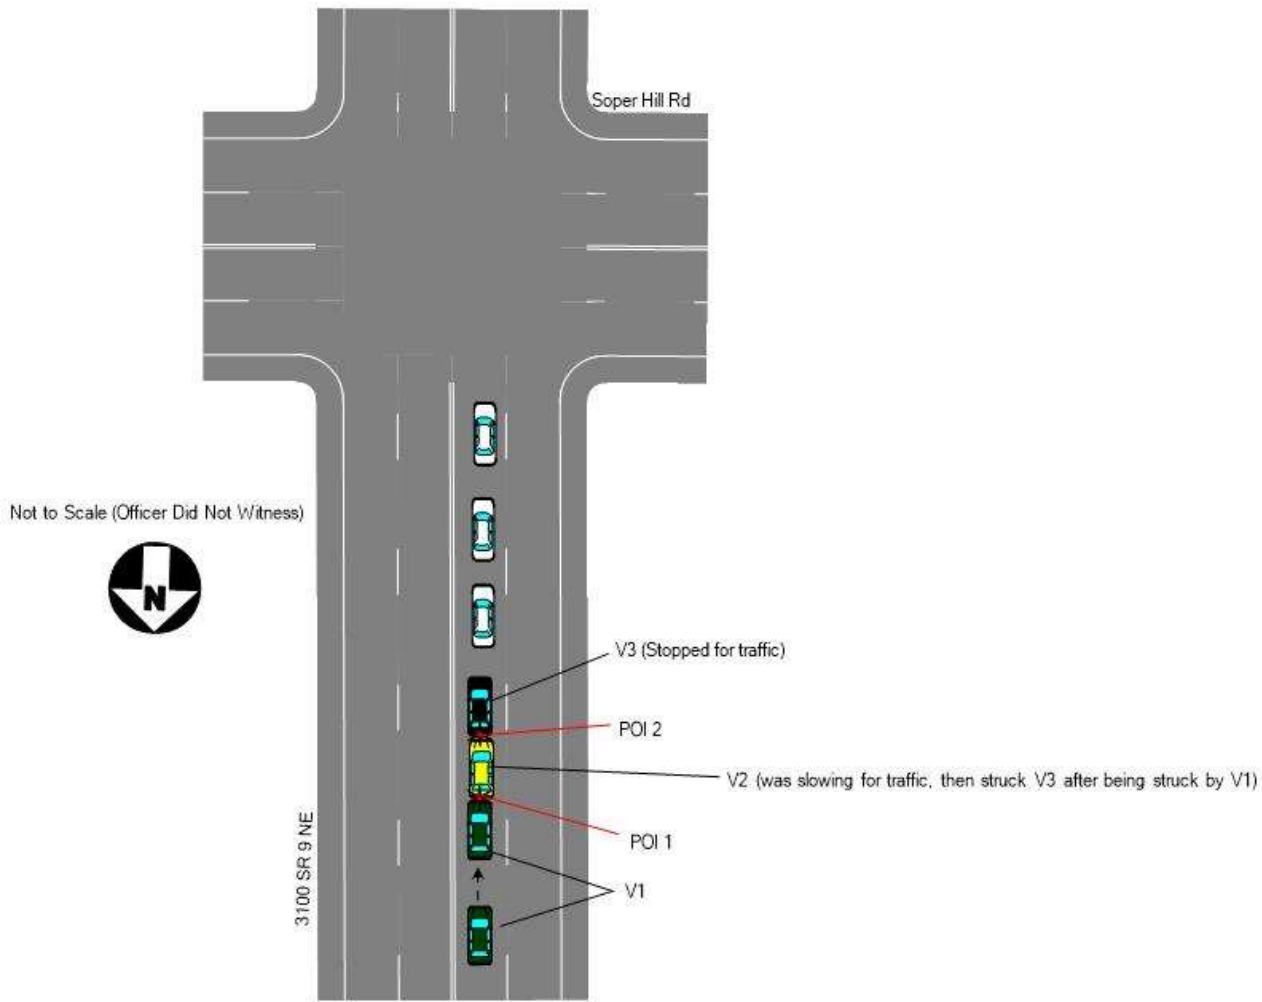 Soper Hill Rd
Not to Scale (Officer Did Not Witness)
N
V3 (Stopped for traffic)
POI 2
V2 (was slowing for traffic, then struck V3 after being struck by V1)
POI 1
V1
3100 SR 9 NE